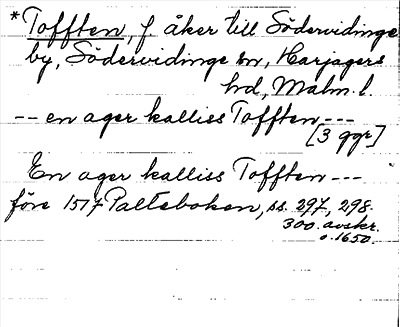 *Tofften, f åker till Södervidinge
by, Södervidinge sn, Harjagers
hd, Malm. l.
-- en ager kalliss Tofften ---
[3 ggr]
En ager kalliss Tofften ---
före 1517 Palteboken, ss. 297, 298.
300. avskr.
o. 1650.